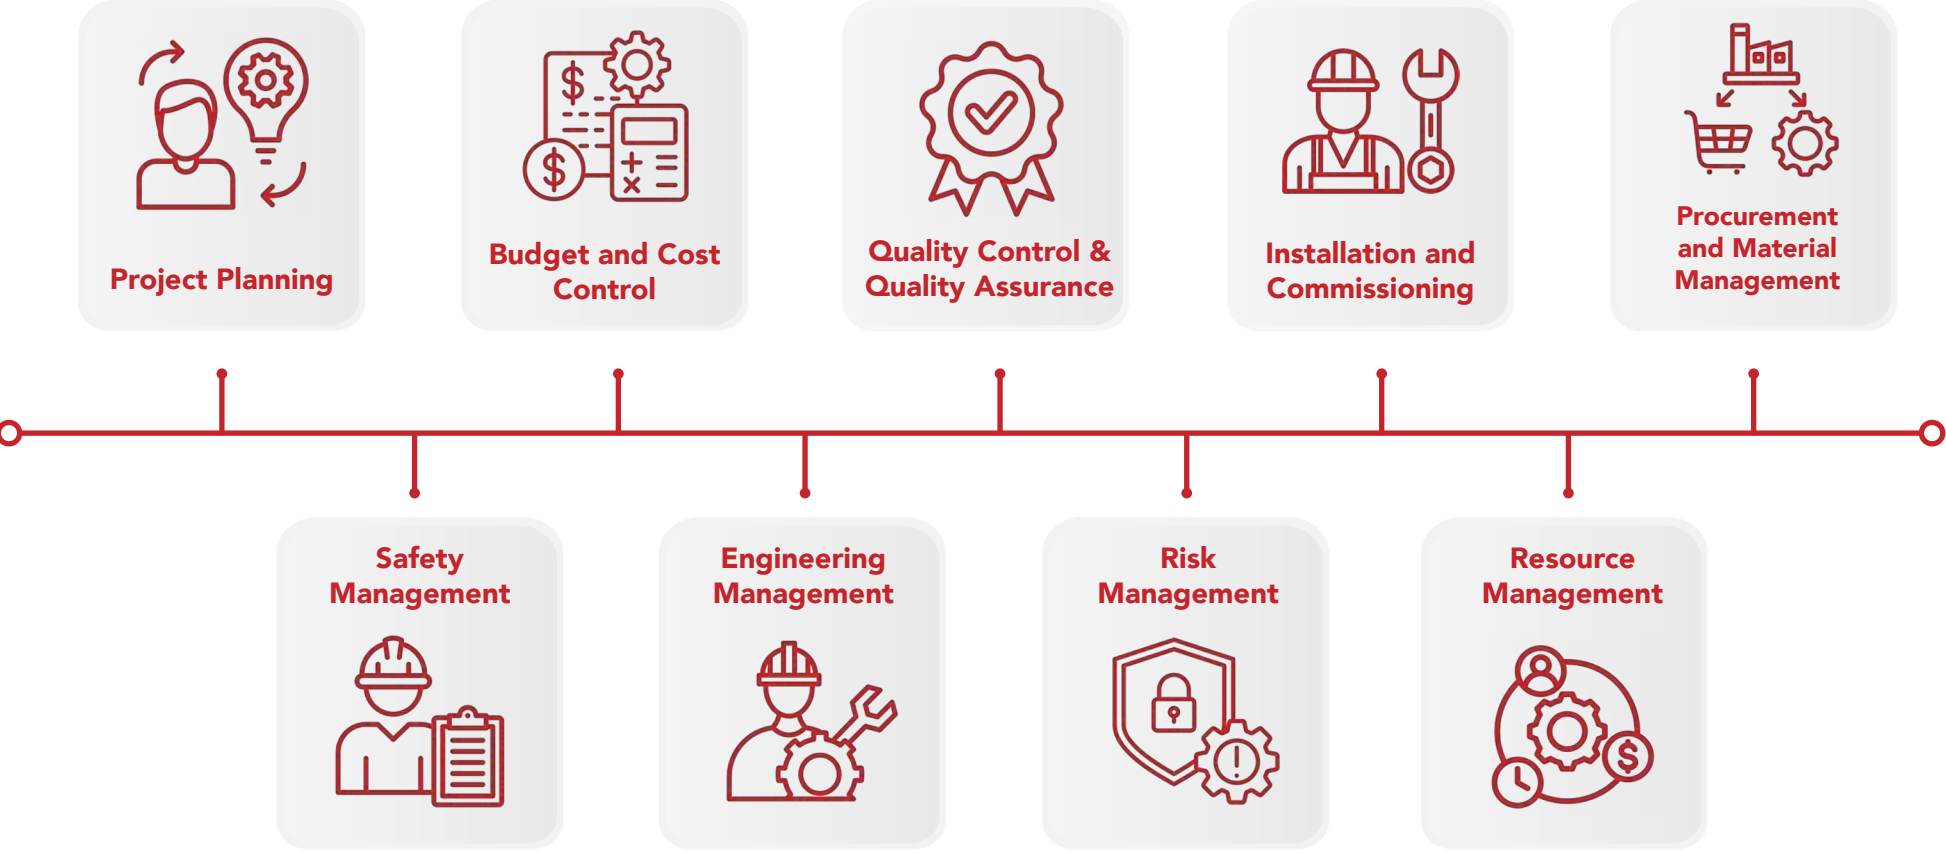 Project Planning
Budget and Cost
Control
Quality Control &
Quality Assurance
Installation and
Commissioning
Procurement
and Material
Management
Safety
Management
Engineering
Management
Risk
Management
Resource
Management